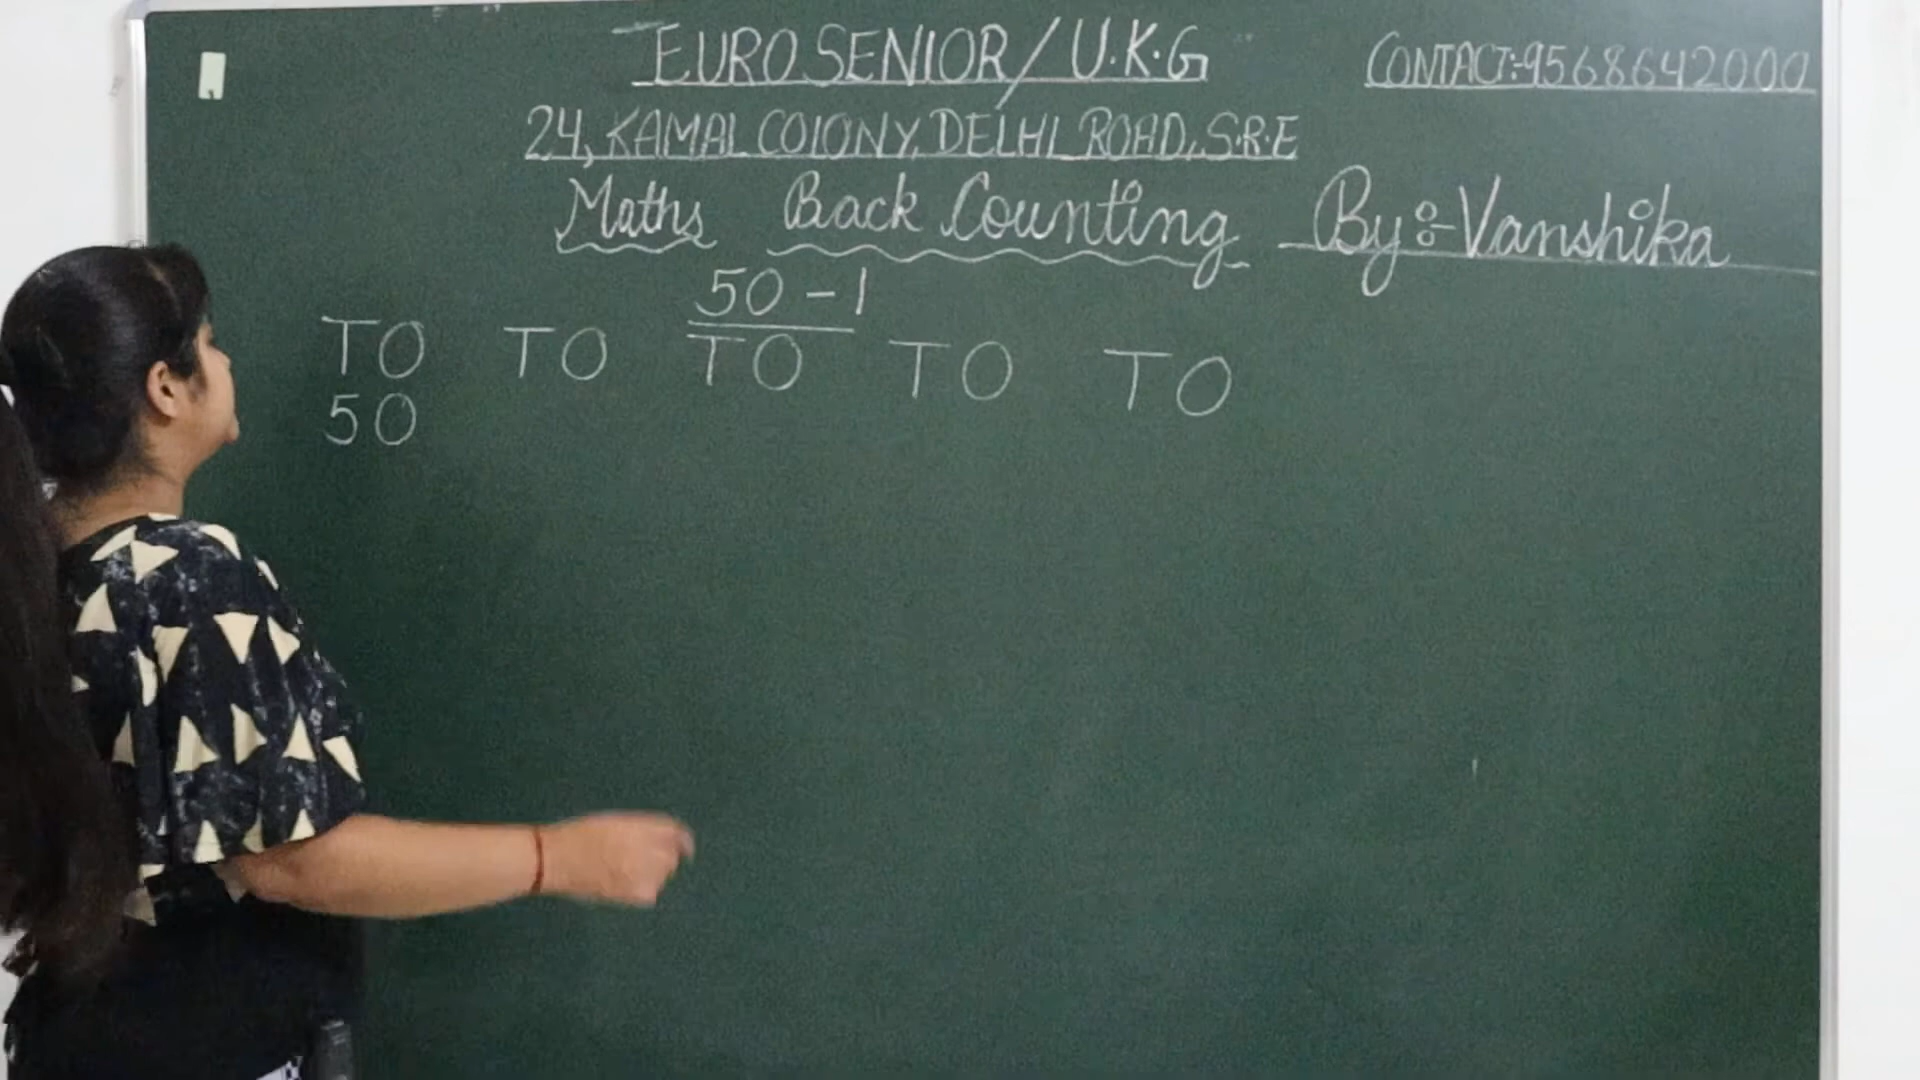 EURO SENIOR/U.K.G CONTACT:-9568642000
24, KAMAL COLONY, DELHI ROAD, S.R.E
Maths Back Counting By:-Vanshika
50-1
TO TO TO TO TO
50